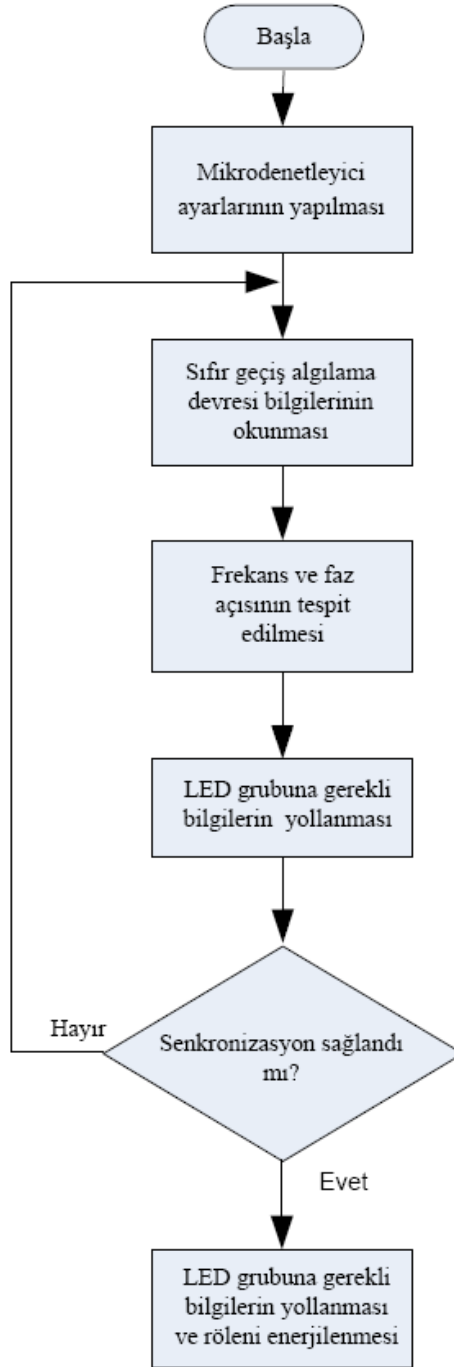 Başla
Mikrodenetleyici
ayarlarının yapılması
Sıfır geçiş algılama
devresi bilgilerinin
okunması
Frekans ve faz
açısının tespit
edilmesi
LED grubuna gerekli
bilgilerin yollanması
Senkronizasyon sağlandı
mı?
Hayır
Evet
LED grubuna gerekli
bilgilerin yollanması
ve röleni enerjilenmesi